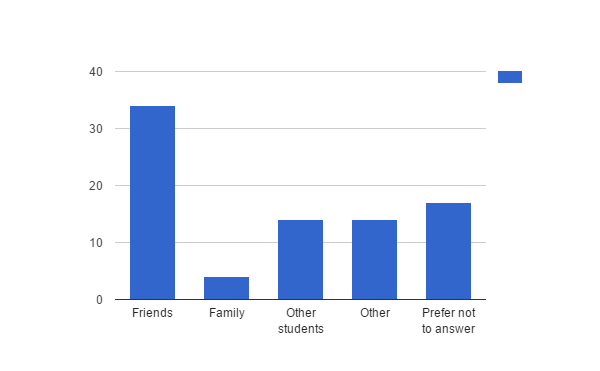 40
30
20
10
0
Friends
Family
Other
students
Other
Prefer not
to answer